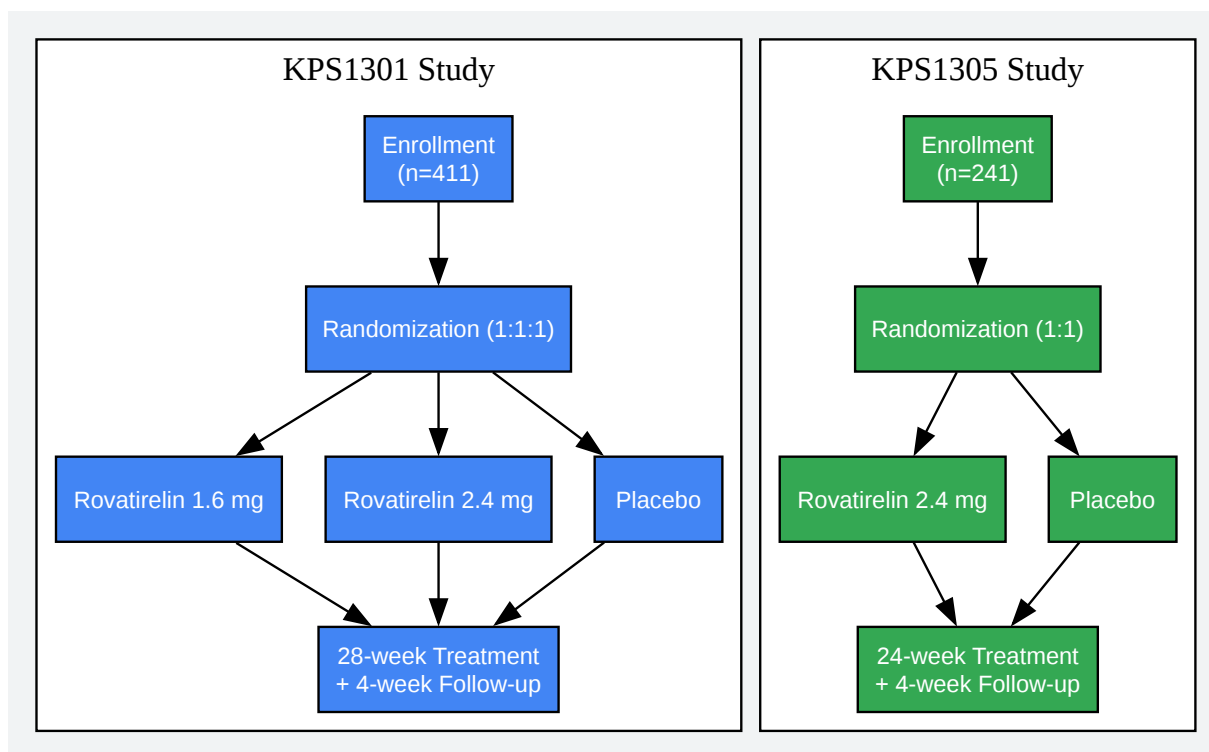 KPS1301 Study
Enrollment
(n=411)
Randomization (1:1:1)
Rovatirelin 1.6 mg
Rovatirelin 2.4 mg
Placebo
28-week Treatment
+ 4-week Follow-up
KPS1305 Study
Enrollment
(n=241)
Randomization (1:1)
Rovatirelin 2.4 mg
Placebo
24-week Treatment
+ 4-week Follow-up